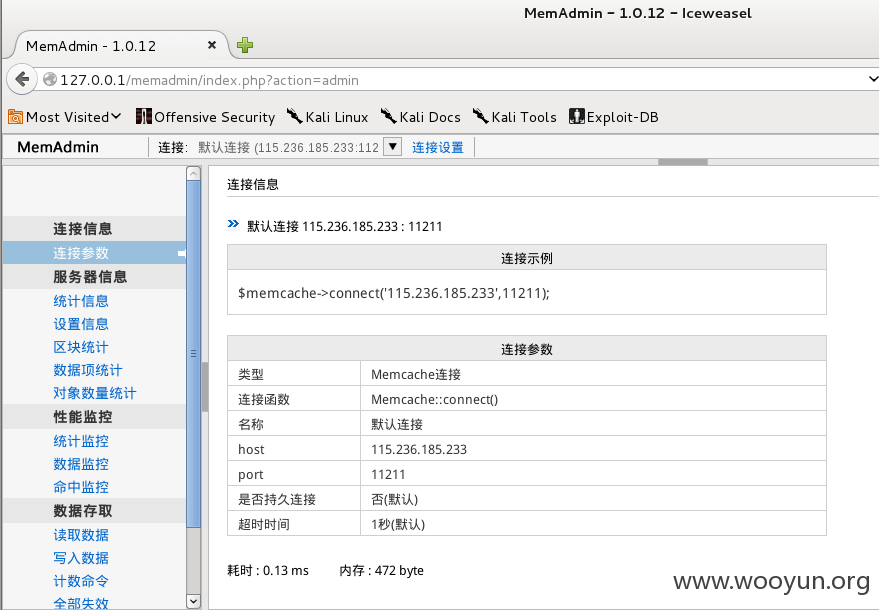 MemAdmin - 1.0.12 - Iceweasel
MemAdmin - 1.0.12
127.0.0.1/memadmin/index.php?action=admin
Most Visited
Offensive Security
Kali Linux
Kali Docs
Kali Tools
Exploit-DB
MemAdmin
连接: 默认连接 (115.236.185.233:112
连接设置
连接信息
连接参数
服务器信息
统计信息
设置信息
区块统计
数据项统计
对象数量统计
性能监控
统计监控
数据监控
命中监控
数据存取
读取数据
写入数据
计数命令
全部失效
连接信息
默认连接 115.236.185.233 : 11211
连接示例
$memcache->connect('115.236.185.233',11211);
连接参数
类型 Memcache连接
连接函数 Memcache::connect()
名称 默认连接
host 115.236.185.233
port 11211
是否持久连接 否(默认)
超时时间 1秒(默认)
耗时 : 0.13 ms 内存 : 472 byte
www.wooyun.org